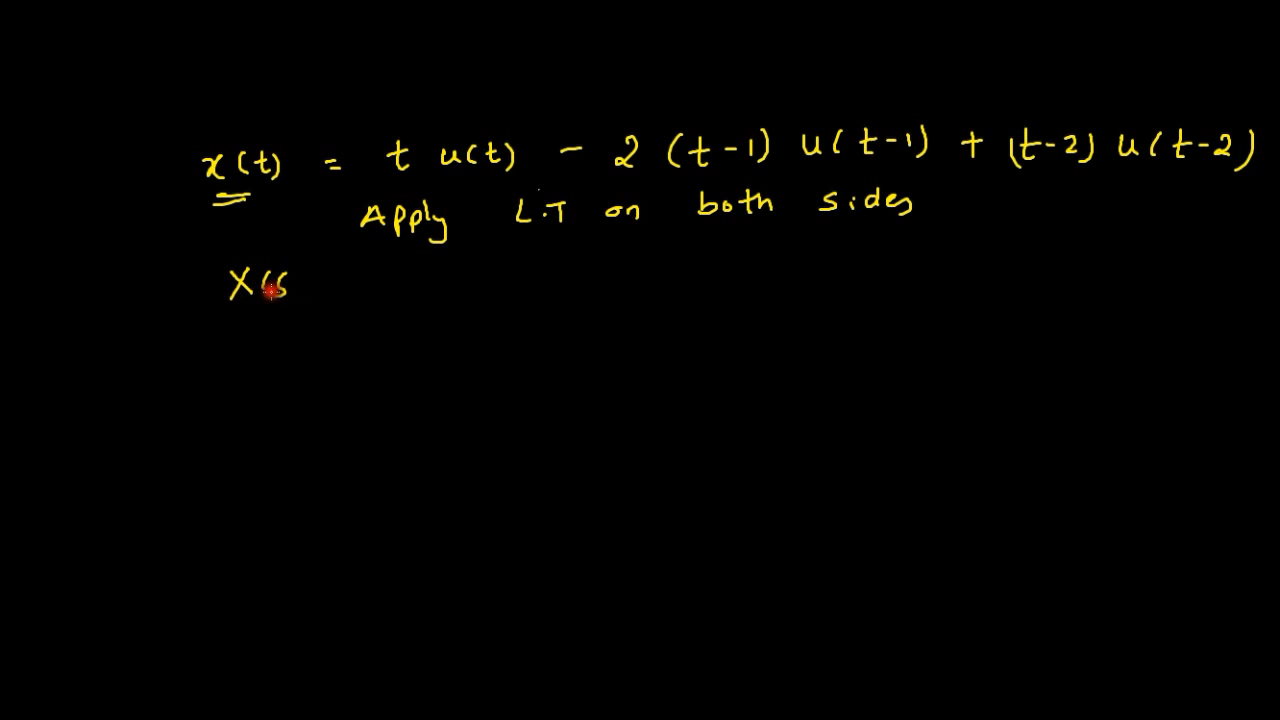 x(t) = t u(t) - 2 (t-1) u(t-1) + (t-2) u(t-2)
Apply L.T on both sides
X(s